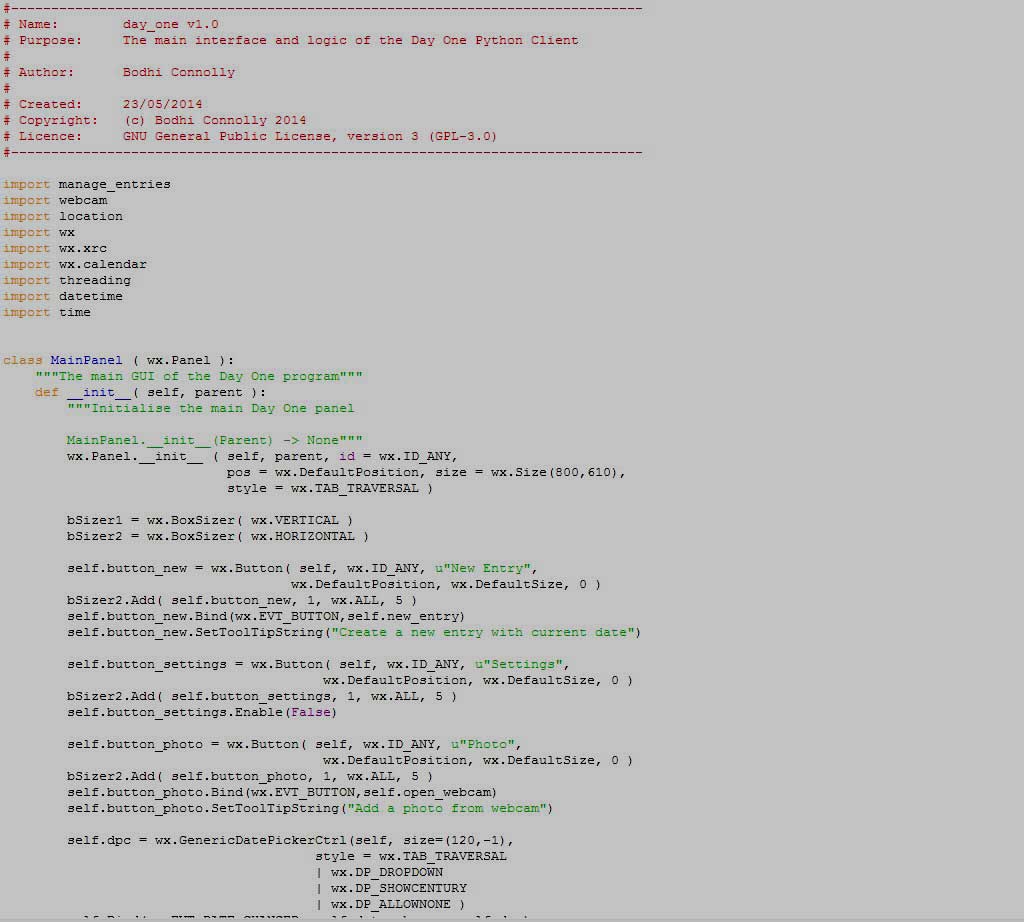 #-------------------------------------------------------------------------------
# Name:        day_one v1.0
# Purpose:     The main interface and logic of the Day One Python Client
#
# Author:      Bodhi Connolly
#
# Created:     23/05/2014
# Copyright:   (c) Bodhi Connolly 2014
# Licence:     GNU General Public License, version 3 (GPL-3.0)
#-------------------------------------------------------------------------------

import manage_entries
import webcam
import location
import wx
import wx.xrc
import wx.calendar
import threading
import datetime
import time


class MainPanel ( wx.Panel ):
    """The main GUI of the Day One program"""
    def __init__( self, parent ):
        """Initialise the main Day One panel

        MainPanel.__init__(Parent) -> None"""
        wx.Panel.__init__ ( self, parent, id = wx.ID_ANY,
                            pos = wx.DefaultPosition, size = wx.Size(800,610),
                            style = wx.TAB_TRAVERSAL )

        bSizer1 = wx.BoxSizer( wx.VERTICAL )
        bSizer2 = wx.BoxSizer( wx.HORIZONTAL )

        self.button_new = wx.Button( self, wx.ID_ANY, u"New Entry",
                                    wx.DefaultPosition, wx.DefaultSize, 0 )
        bSizer2.Add( self.button_new, 1, wx.ALL, 5 )
        self.button_new.Bind(wx.EVT_BUTTON,self.new_entry)
        self.button_new.SetToolTipString("Create a new entry with current date")

        self.button_settings = wx.Button( self, wx.ID_ANY, u"Settings",
                                        wx.DefaultPosition, wx.DefaultSize, 0 )
        bSizer2.Add( self.button_settings, 1, wx.ALL, 5 )
        self.button_settings.Enable(False)

        self.button_photo = wx.Button( self, wx.ID_ANY, u"Photo",
                                        wx.DefaultPosition, wx.DefaultSize, 0 )
        bSizer2.Add( self.button_photo, 1, wx.ALL, 5 )
        self.button_photo.Bind(wx.EVT_BUTTON,self.open_webcam)
        self.button_photo.SetToolTipString("Add a photo from webcam")

        self.dpc = wx.GenericDatePickerCtrl(self, size=(120,-1),
                                       style = wx.TAB_TRAVERSAL
                                       | wx.DP_DROPDOWN
                                       | wx.DP_SHOWCENTURY
                                       | wx.DP_ALLOWNONE )